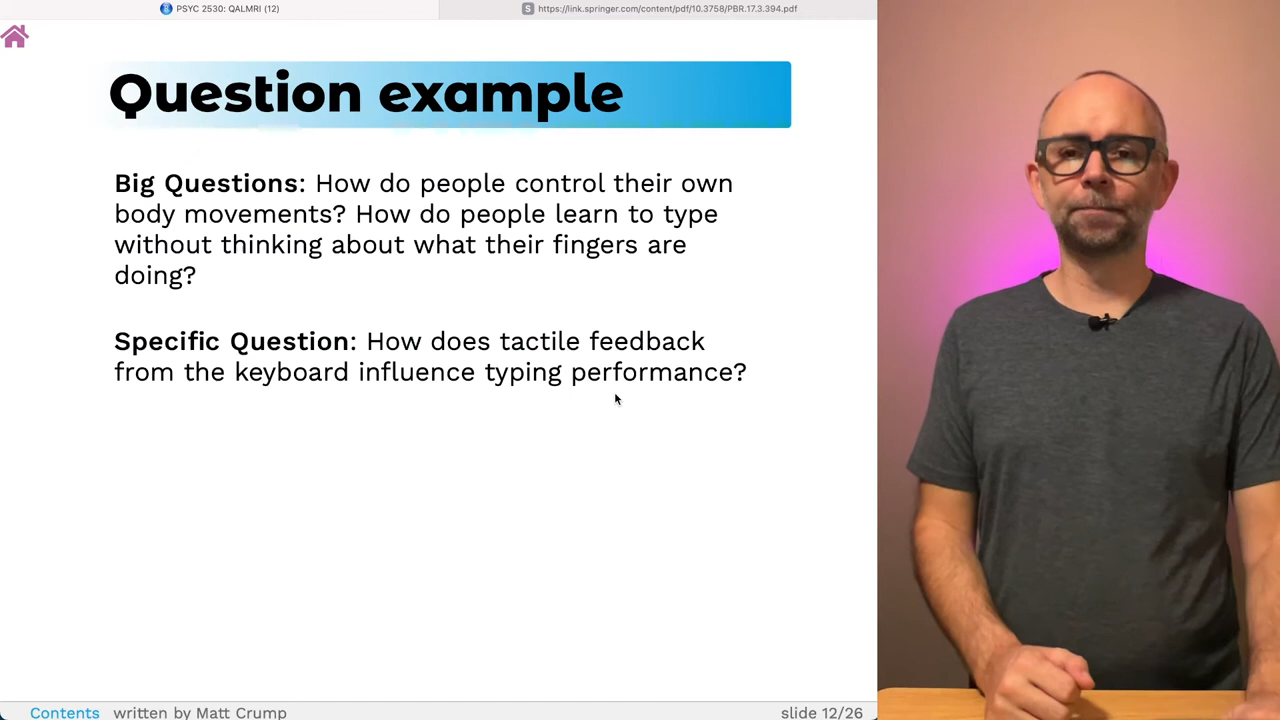 PSYC 2530: QALMRI (12)
S https://link.springer.com/content/pdf/10.3758/PBR.17.3.394.pdf
Question example
Big Questions: How do people control their own
body movements? How do people learn to type
without thinking about what their fingers are
doing?
Specific Question: How does tactile feedback
from the keyboard influence typing performance?
Contents written by Matt Crump slide 12/26